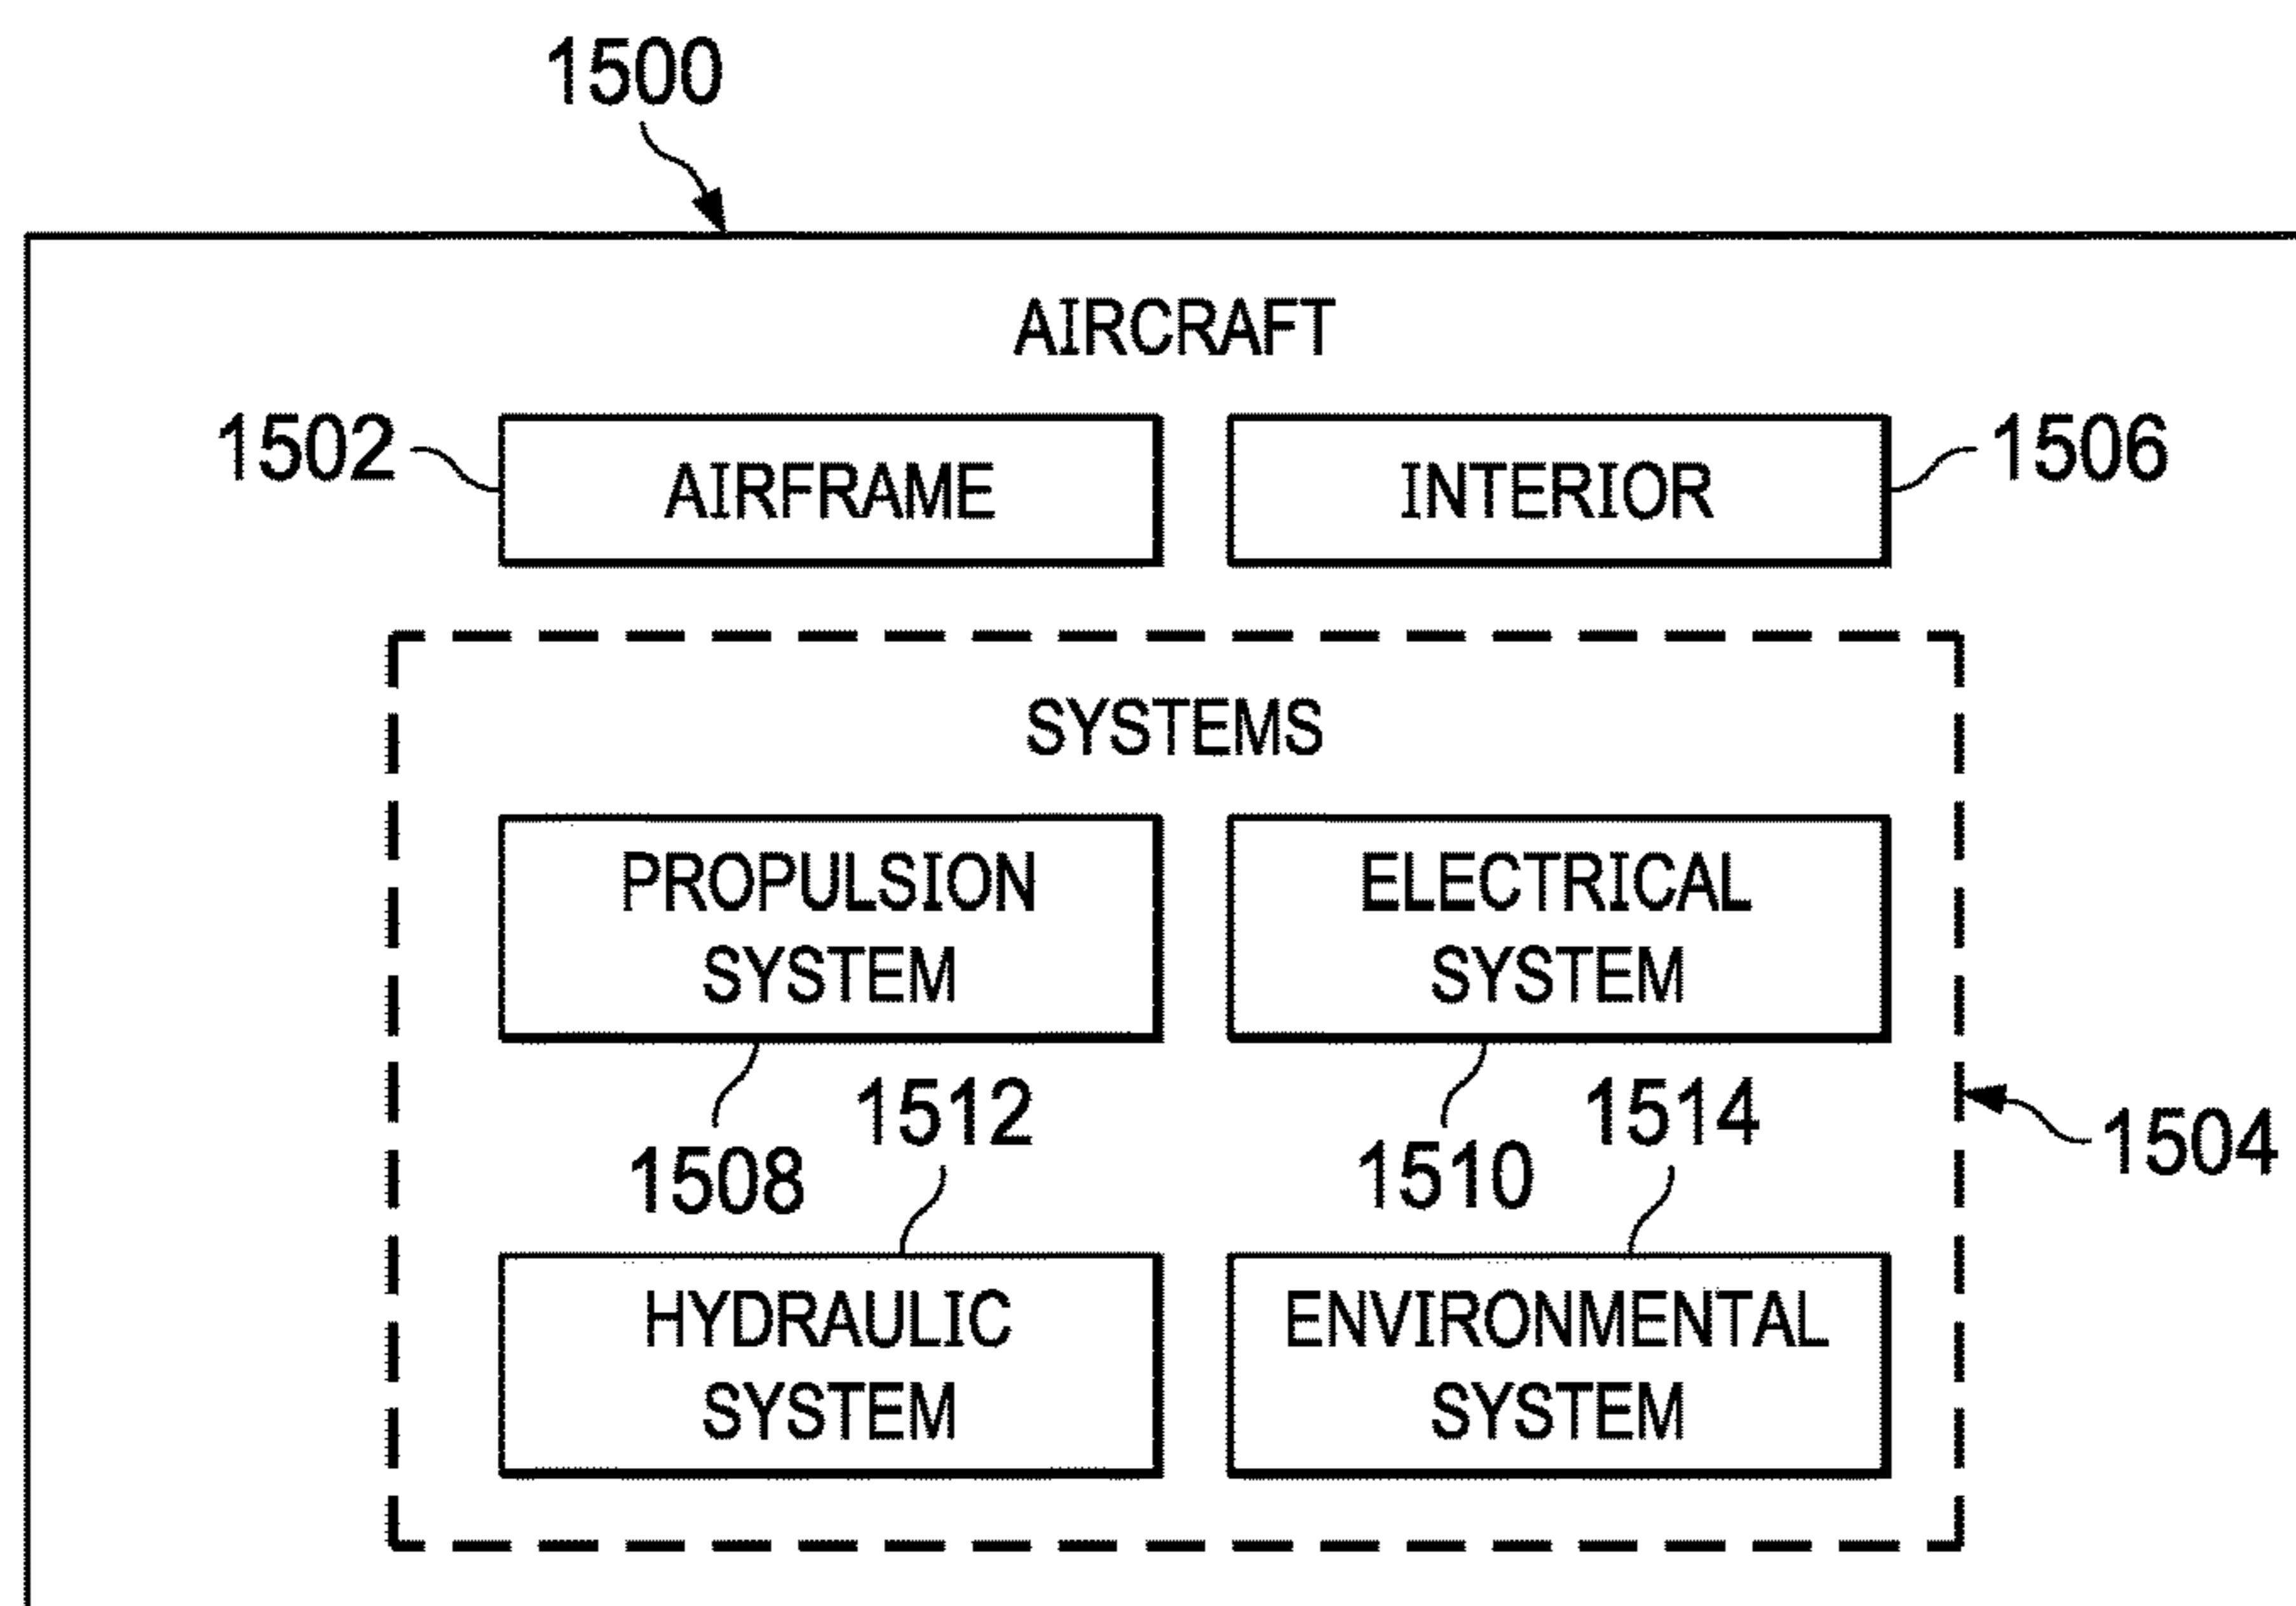 1500
AIRCRAFT
1502
AIRFRAME
INTERIOR
1506
SYSTEMS
PROPULSION
SYSTEM
ELECTRICAL
SYSTEM
1508
1512
1510
1514
1504
HYDRAULIC
SYSTEM
ENVIRONMENTAL
SYSTEM